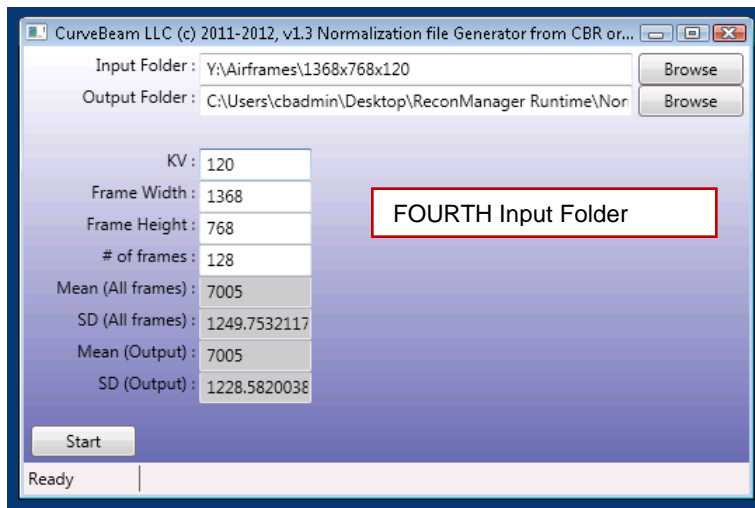 CurveBeam LLC (c) 2011-2012, v1.3 Normalization file Generator from CBR or...
Input Folder : Y:\Airframes\1368x768x120 Browse
Output Folder : C:\Users\cbadmin\Desktop\ReconManager Runtime\Nor Browse
KV : 120
Frame Width : 1368
FOURTH Input Folder
Frame Height : 768
# of frames : 128
Mean (All frames) : 7005
SD (All frames) : 1249.7532117
Mean (Output) : 7005
SD (Output) : 1228.5820038
Start
Ready